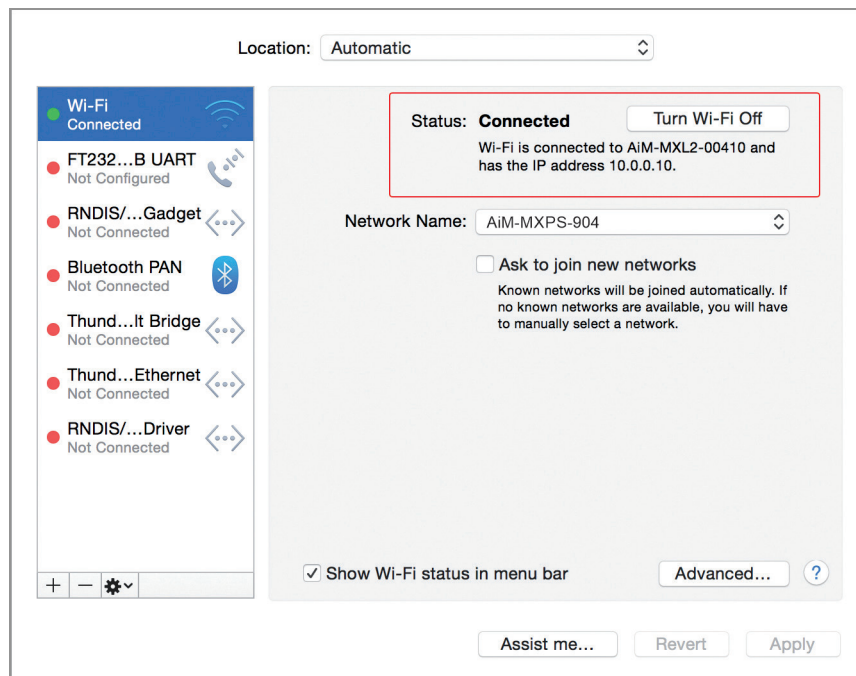 Location: Automatic
Wi-Fi
Connected
FT232...B UART
Not Configured
RNDIS/...Gadget
Not Connected
Bluetooth PAN
Not Connected
Thund...lt Bridge
Not Connected
Thund...Ethernet
Not Connected
RNDIS/...Driver
Not Connected
Status: Connected Turn Wi-Fi Off
Wi-Fi is connected to AiM-MXL2-00410 and
has the IP address 10.0.0.10.
Network Name: AiM-MXPS-904
Ask to join new networks
Known networks will be joined automatically. If
no known networks are available, you will have
to manually select a network.
Show Wi-Fi status in menu bar Advanced... ?
Assist me... Revert Apply